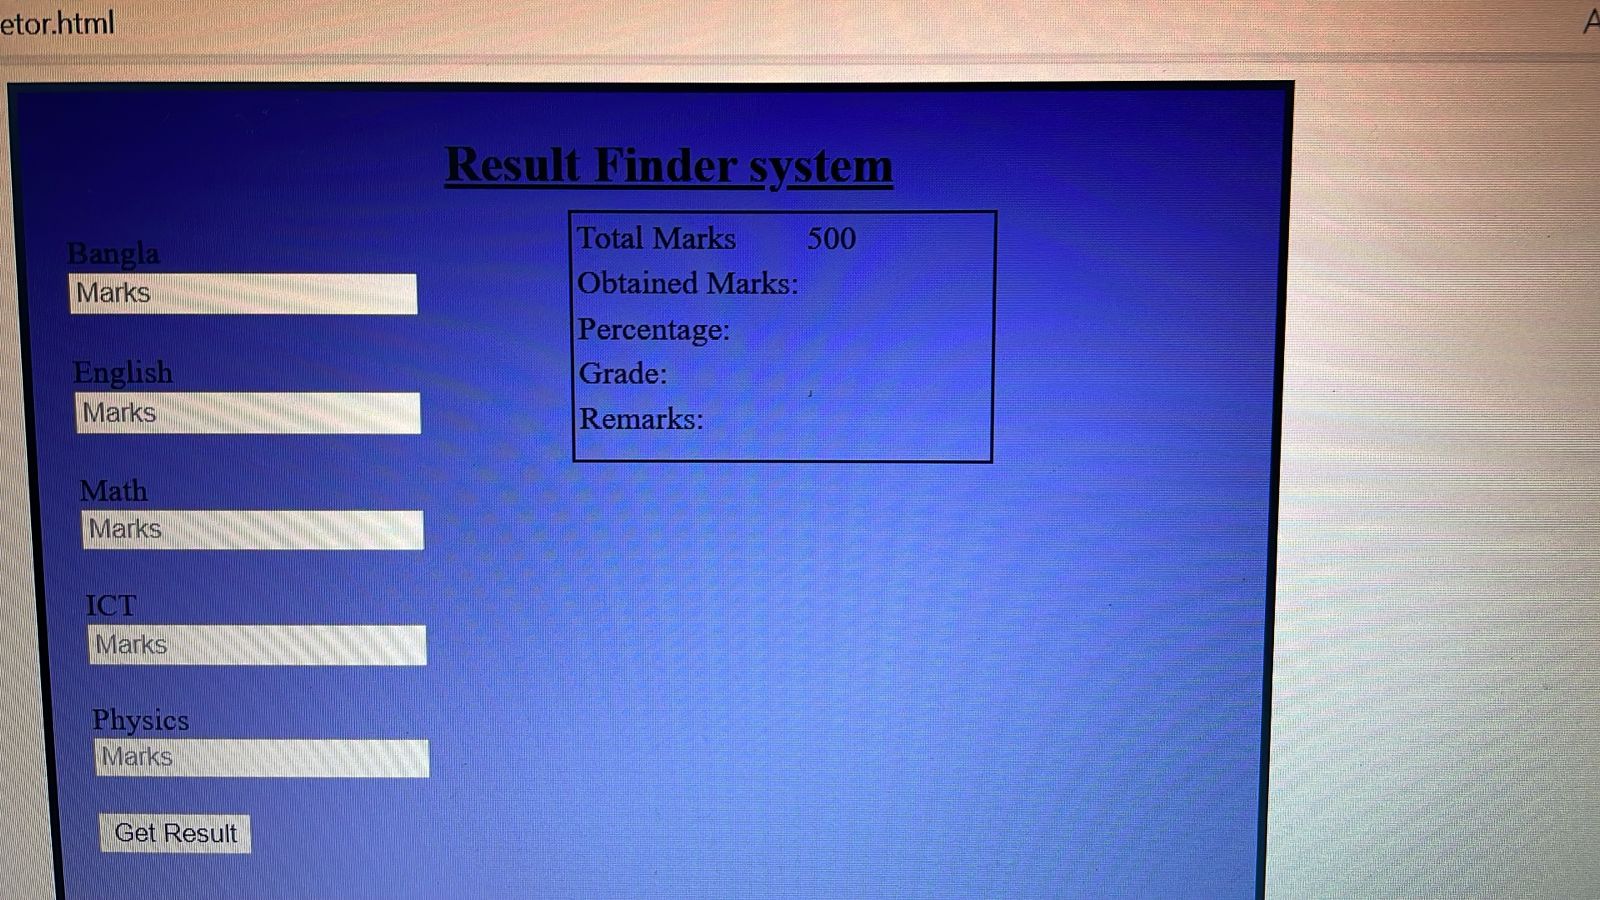 etor.html
A
Result Finder system
Bangla
Marks
English
Marks
Math
Marks
ICT
Marks
Physics
Marks
Get Result
Total Marks 500
Obtained Marks:
Percentage:
Grade:
Remarks: